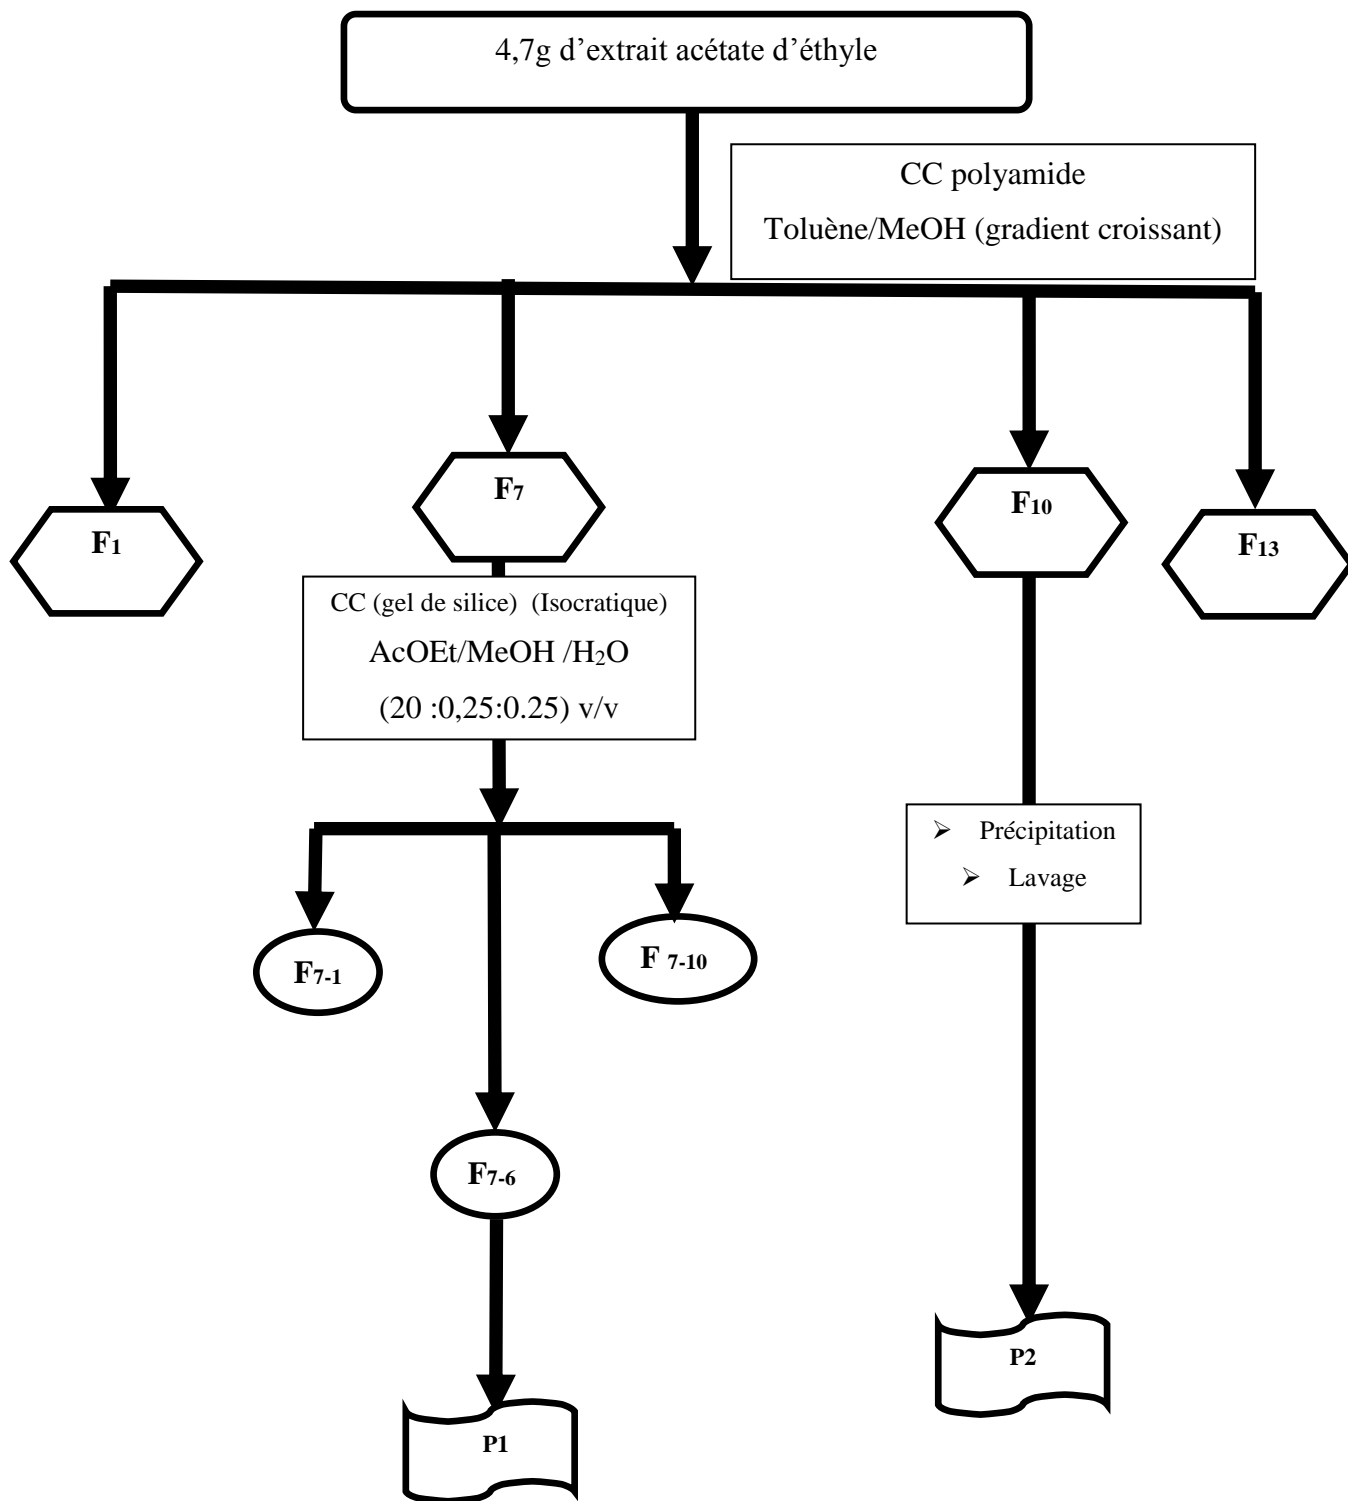 4,7g d’extrait acétate d’éthyle
CC polyamide
Toluène/MeOH (gradient croissant)
F7
F10
F1
F13
CC (gel de silice) (Isocratique)
AcOEt/MeOH /H2O
(20 :0,25:0.25) v/v
➢ Précipitation
➢ Lavage
F7-1
F 7-10
F7-6
P2
P1